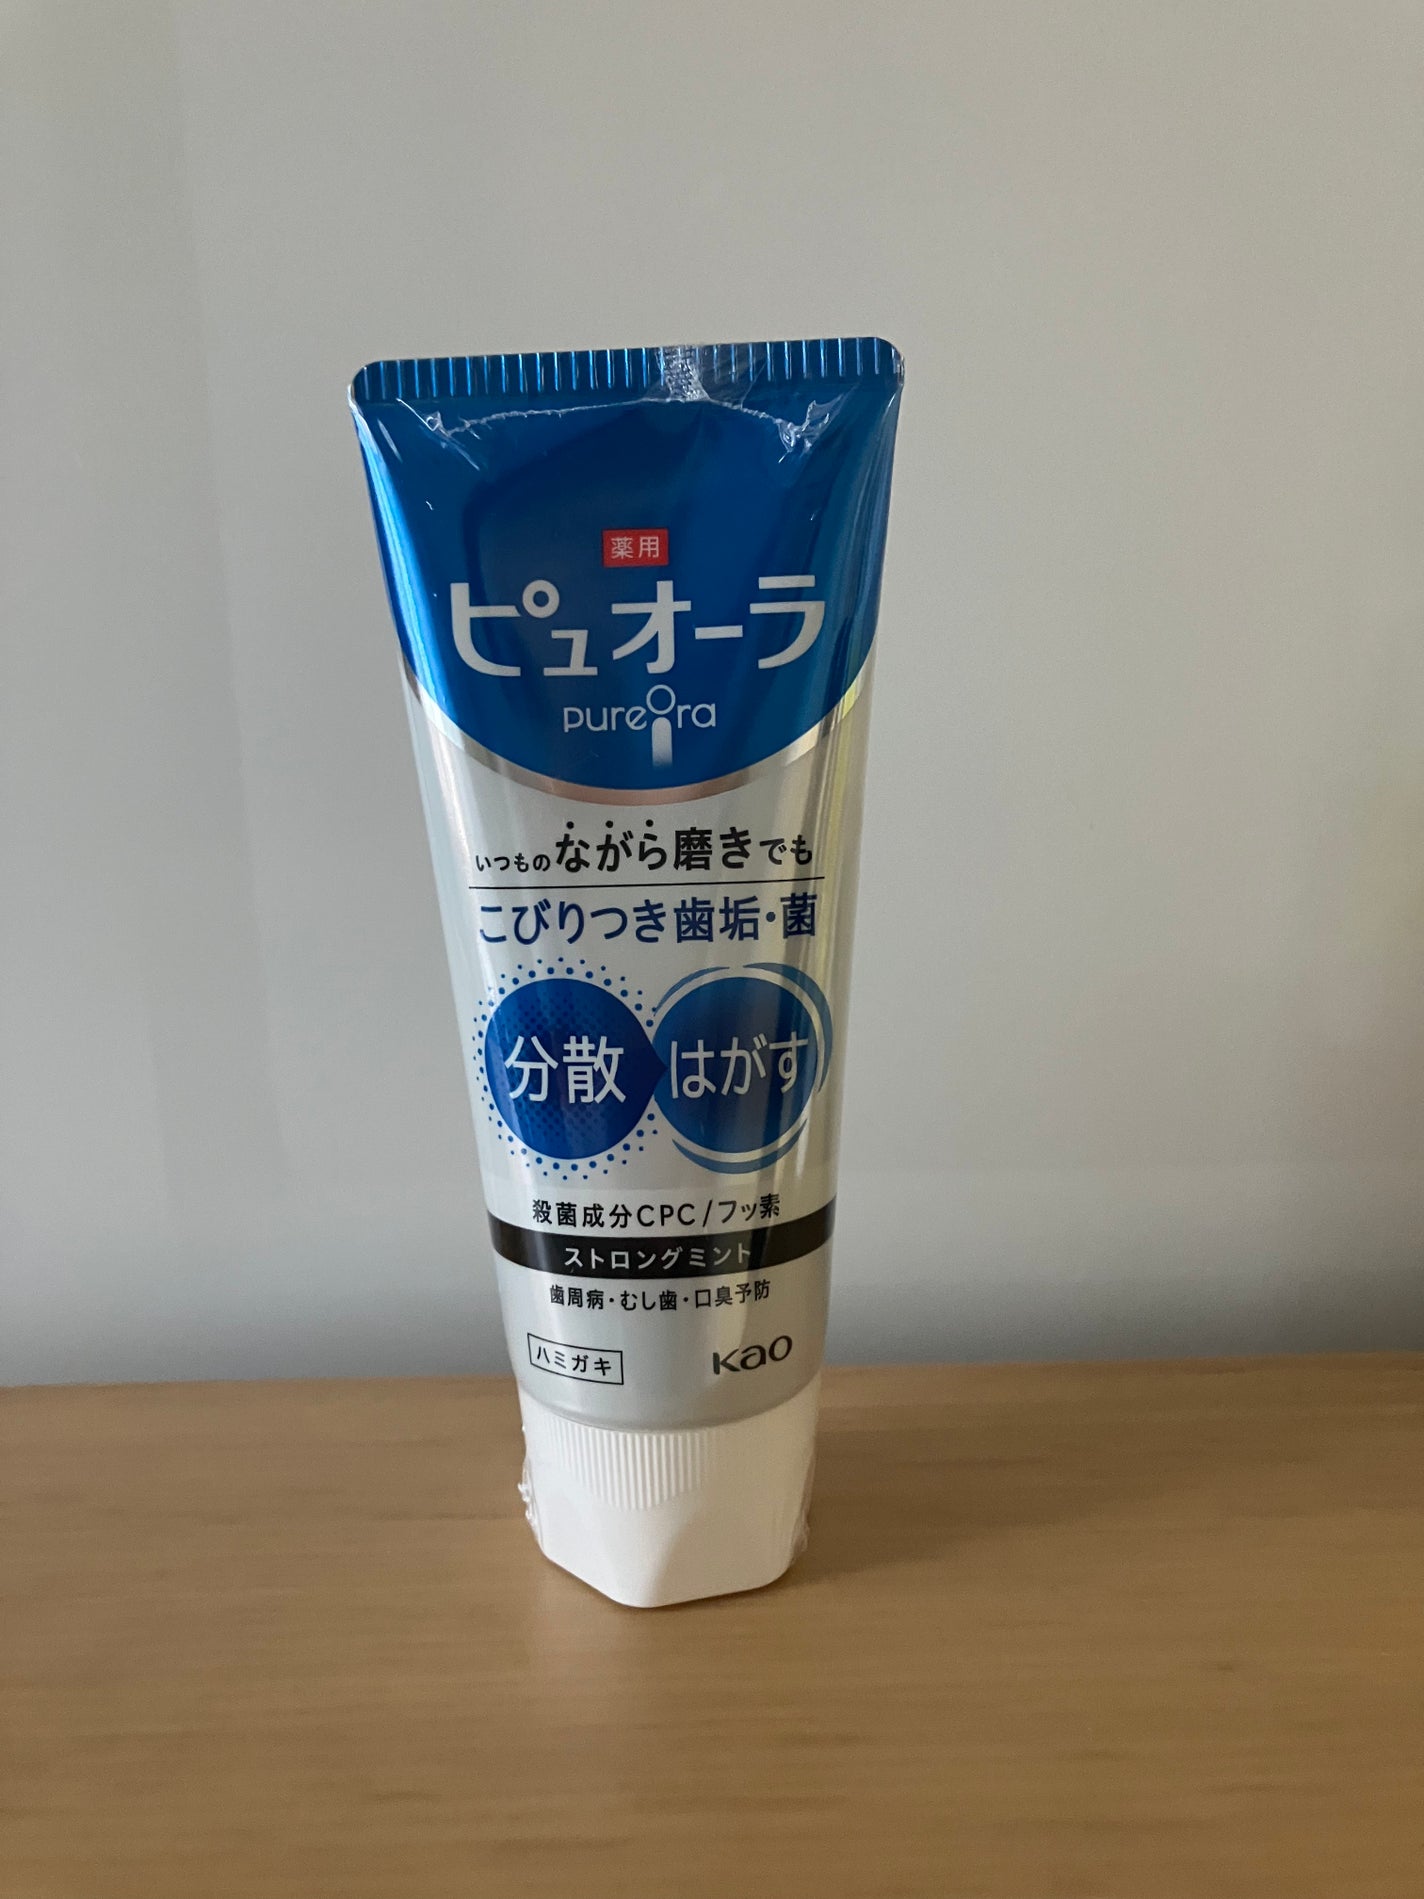 薬用
ピュオーラ
pureora
いつものながら磨きでも
こびりつき歯垢・菌
分散 はがす
殺菌成分CPC/フッ素
ストロングミント
歯周病・むし歯・口臭予防
ハミガキ Kao